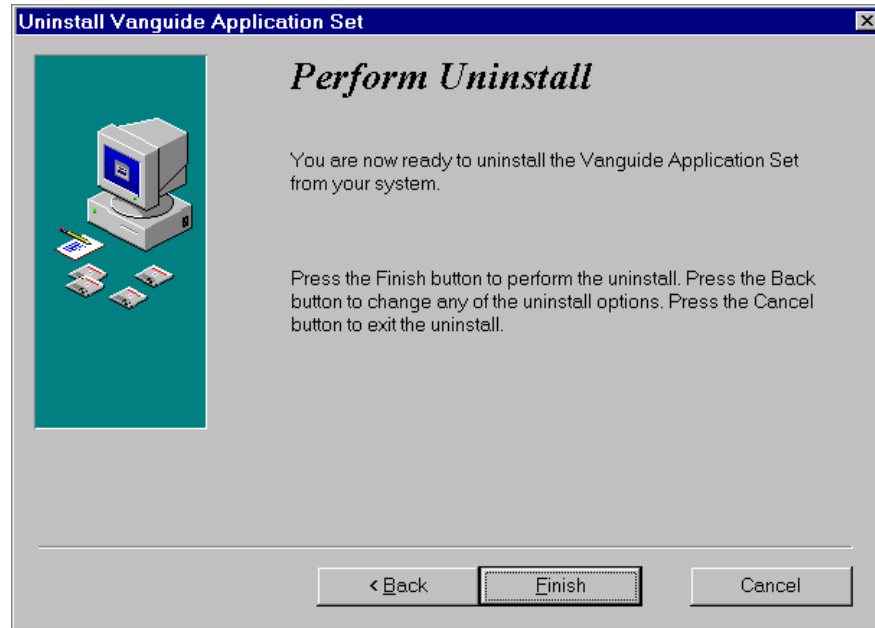 Uninstall Vanguide Application Set
Perform Uninstall
You are now ready to uninstall the Vanguide Application Set
from your system.
Press the Finish button to perform the uninstall. Press the Back
button to change any of the uninstall options. Press the Cancel
button to exit the uninstall.
< Back
Finish
Cancel